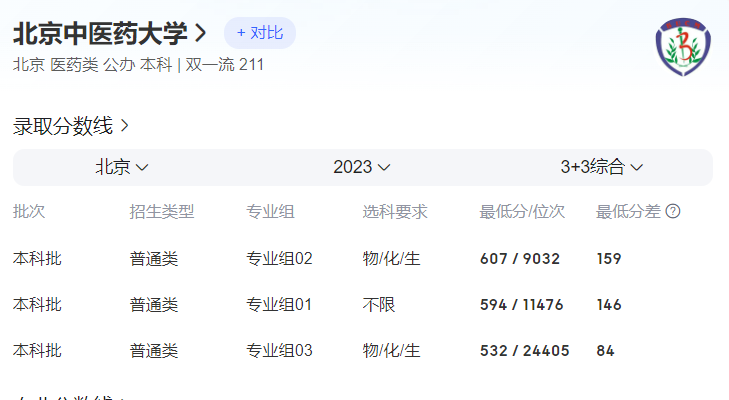 北京中医药大学 + 对比
北京 医药类 公办 本科 | 双一流 211
录取分数线
北京 2023 3+3综合
批次 招生类型 专业组 选科要求 最低分/位次 最低分差 ?
本科批 普通类 专业组02 物/化/生 607 / 9032 159
本科批 普通类 专业组01 不限 594 / 11476 146
本科批 普通类 专业组03 物/化/生 532 / 24405 84